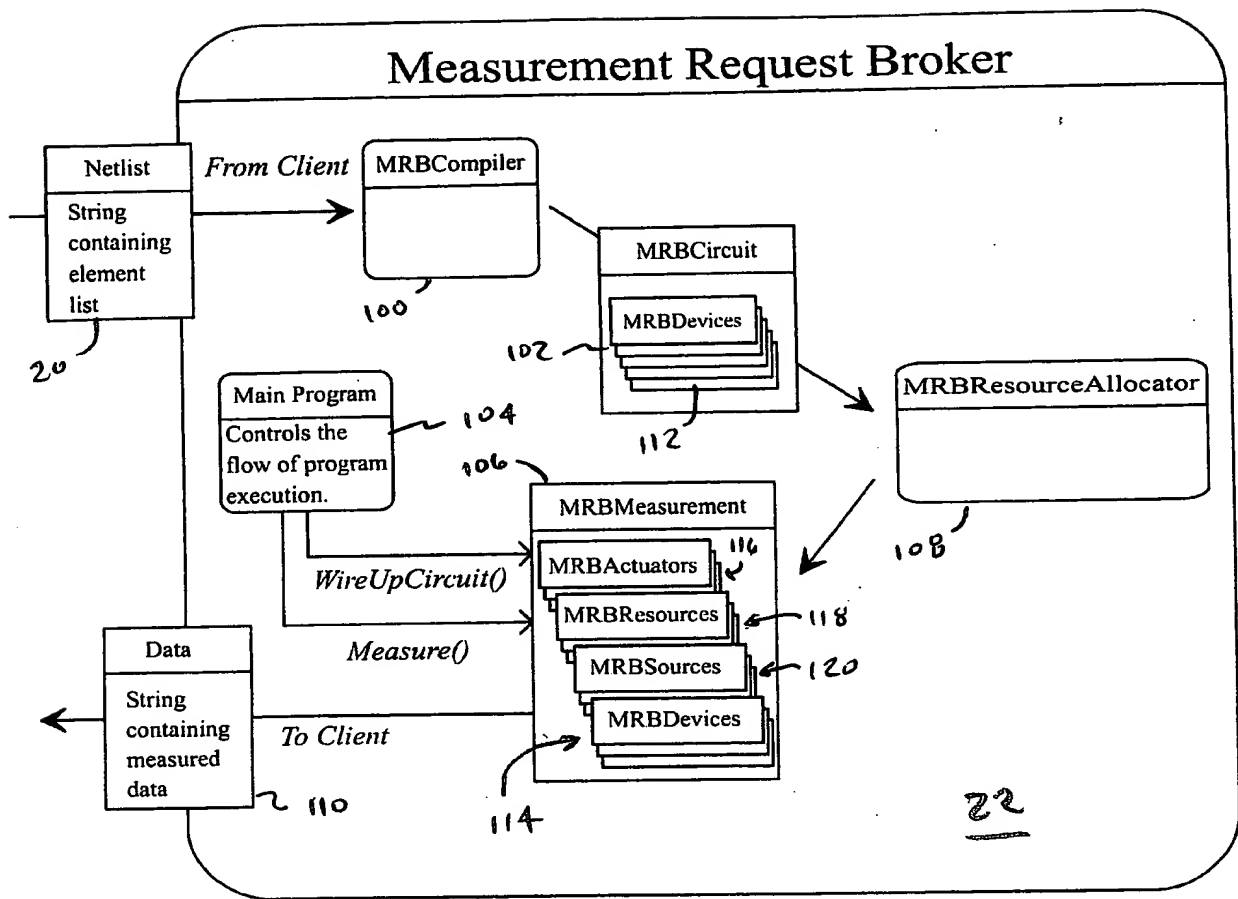 Measurement Request Broker
Netlist
String
containing
element
list
20
From Client
MRBCompiler
100
MRBCircuit
MRBDevices
102
112
MRBResourceAllocator
108
Main Program
Controls the
flow of program
execution.
104
106
MRBMeasurement
MRBActuators
116
WireUpCircuit()
MRBResources
118
Measure()
MRBSources
120
MRBDevices
114
Data
String
containing
measured
data
110
To Client
22